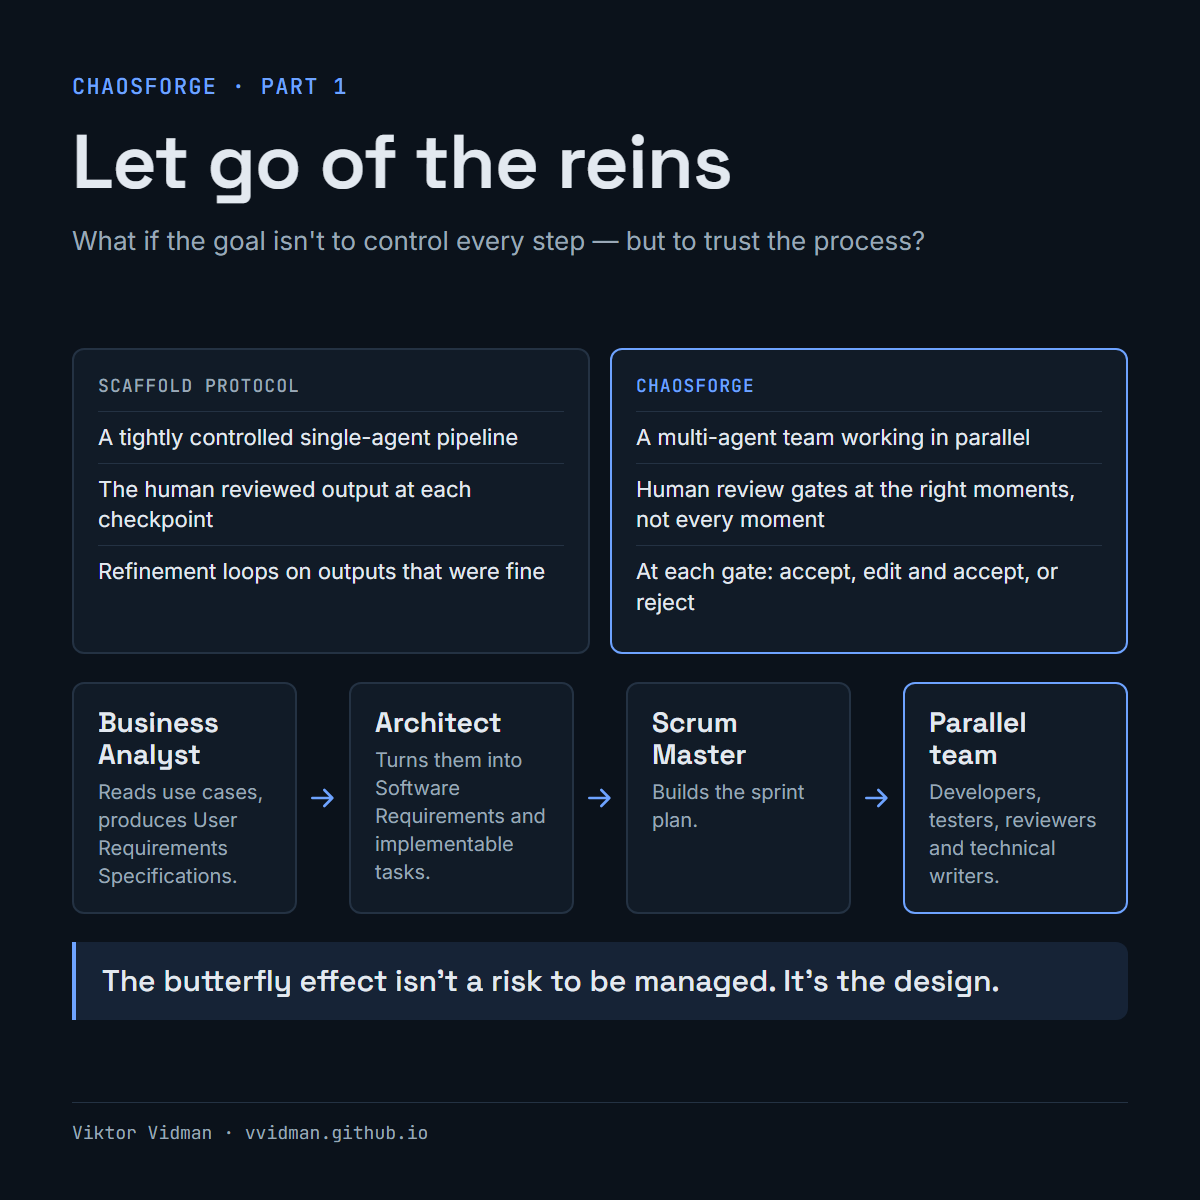 CHAOSFORGE · PART 1
Let go of the reins
What if the goal isn't to control every step — but to trust the process?
SCAFFOLD PROTOCOL
A tightly controlled single-agent pipeline
The human reviewed output at each
checkpoint
Refinement loops on outputs that were fine
CHAOSFORGE
A multi-agent team working in parallel
Human review gates at the right moments,
not every moment
At each gate: accept, edit and accept, or
reject
Business
Analyst
Reads use cases,
produces User
Requirements
Specifications.
→
Architect
Turns them into
Software
Requirements and
implementable
tasks.
→
Scrum
Master
Builds the sprint
plan.
→
Parallel
team
Developers,
testers, reviewers
and technical
writers.
The butterfly effect isn’t a risk to be managed. It’s the design.
Viktor Vidman · vvidman.github.io